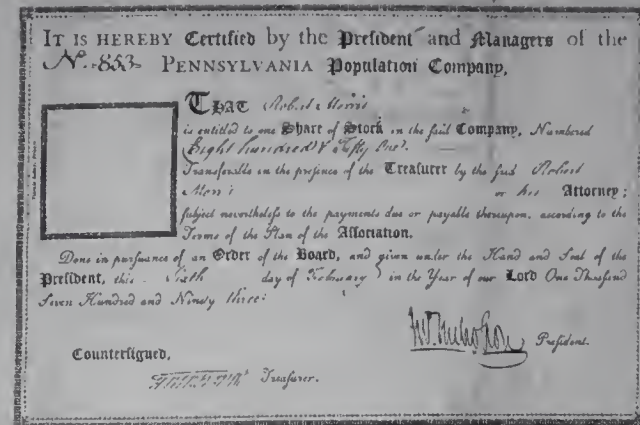 IT IS HEREBY Certified by the President and Managers of the
No. 853 PENNSYLVANIA Population Company,
THAT Robert Morris
is entitled to one Share of Stock in the said Company, Numbered
Eight hundred & Fifty
Transferable in the presence of the Treasurer by the said Robert
Morris or his Attorney;
subject nevertheless to the payments due or payable thereupon, according to the
Terms of the Plan of the Association.
Done in pursuance of an Order of the Board, and given under the Hand and Seal of the
President, this Sixth day of February in the Year of our Lord One Thousand
Seven Hundred and Ninety three:
President.
Countersigned,
Treasurer.